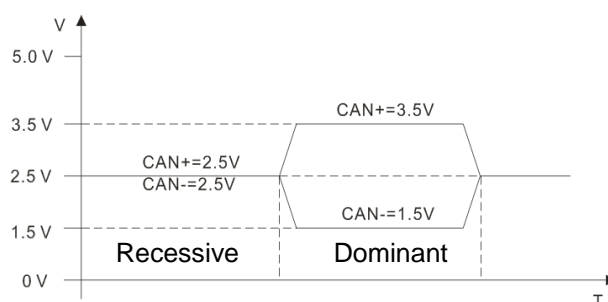 V
5.0 V
3.5 V
CAN+=3.5V
CAN+=2.5V
2.5 V
CAN-=2.5V
1.5 V
CAN-=1.5V
Recessive
Dominant
0 V
T